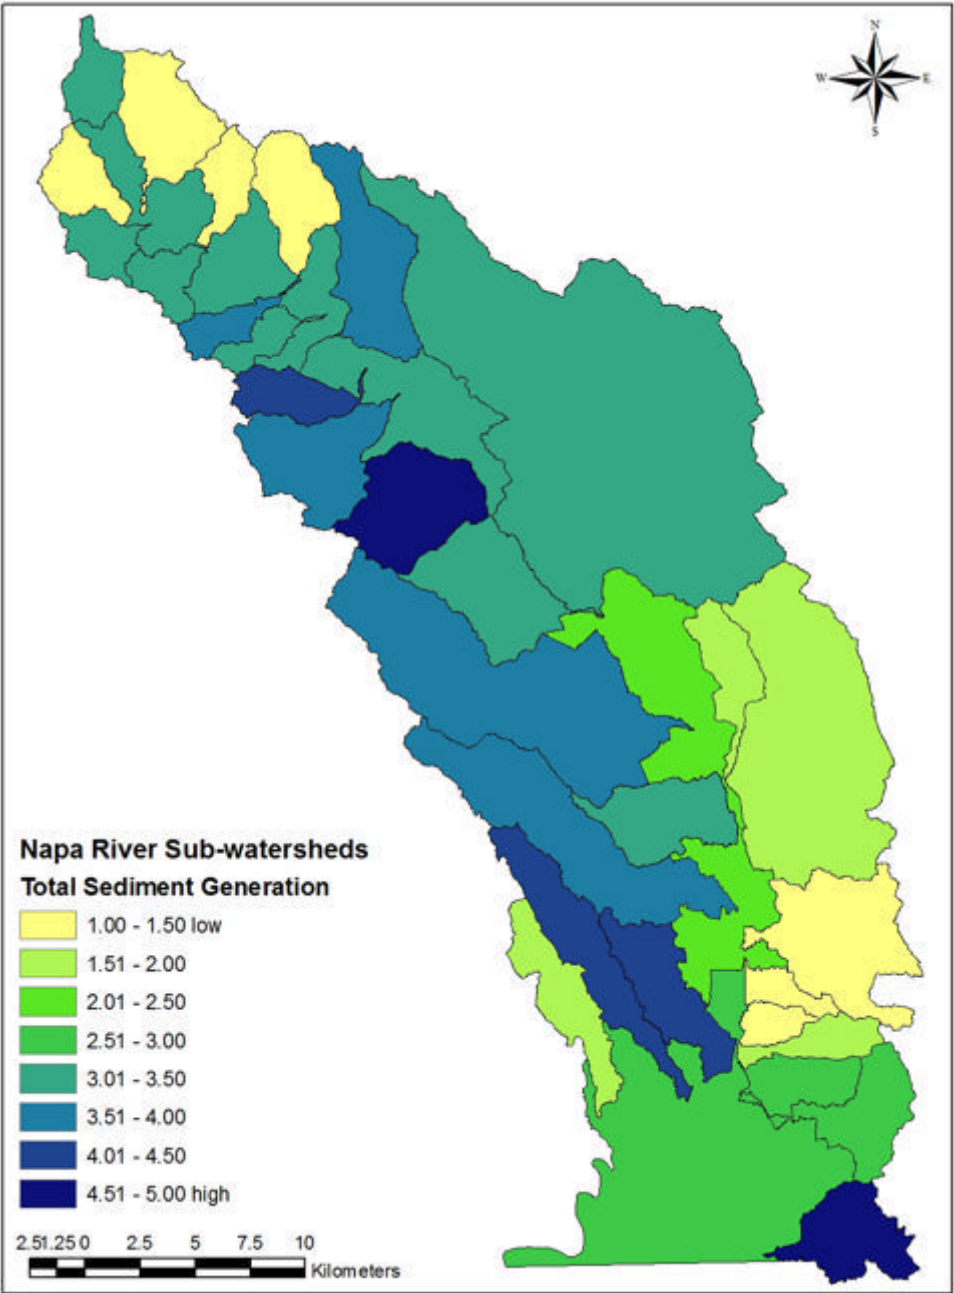 N
W E
S
Napa River Sub-watersheds
Total Sediment Generation
1.00 - 1.50 low
1.51 - 2.00
2.01 - 2.50
2.51 - 3.00
3.01 - 3.50
3.51 - 4.00
4.01 - 4.50
4.51 - 5.00 high
2.51.25 0 2.5 5 7.5 10
Kilometers